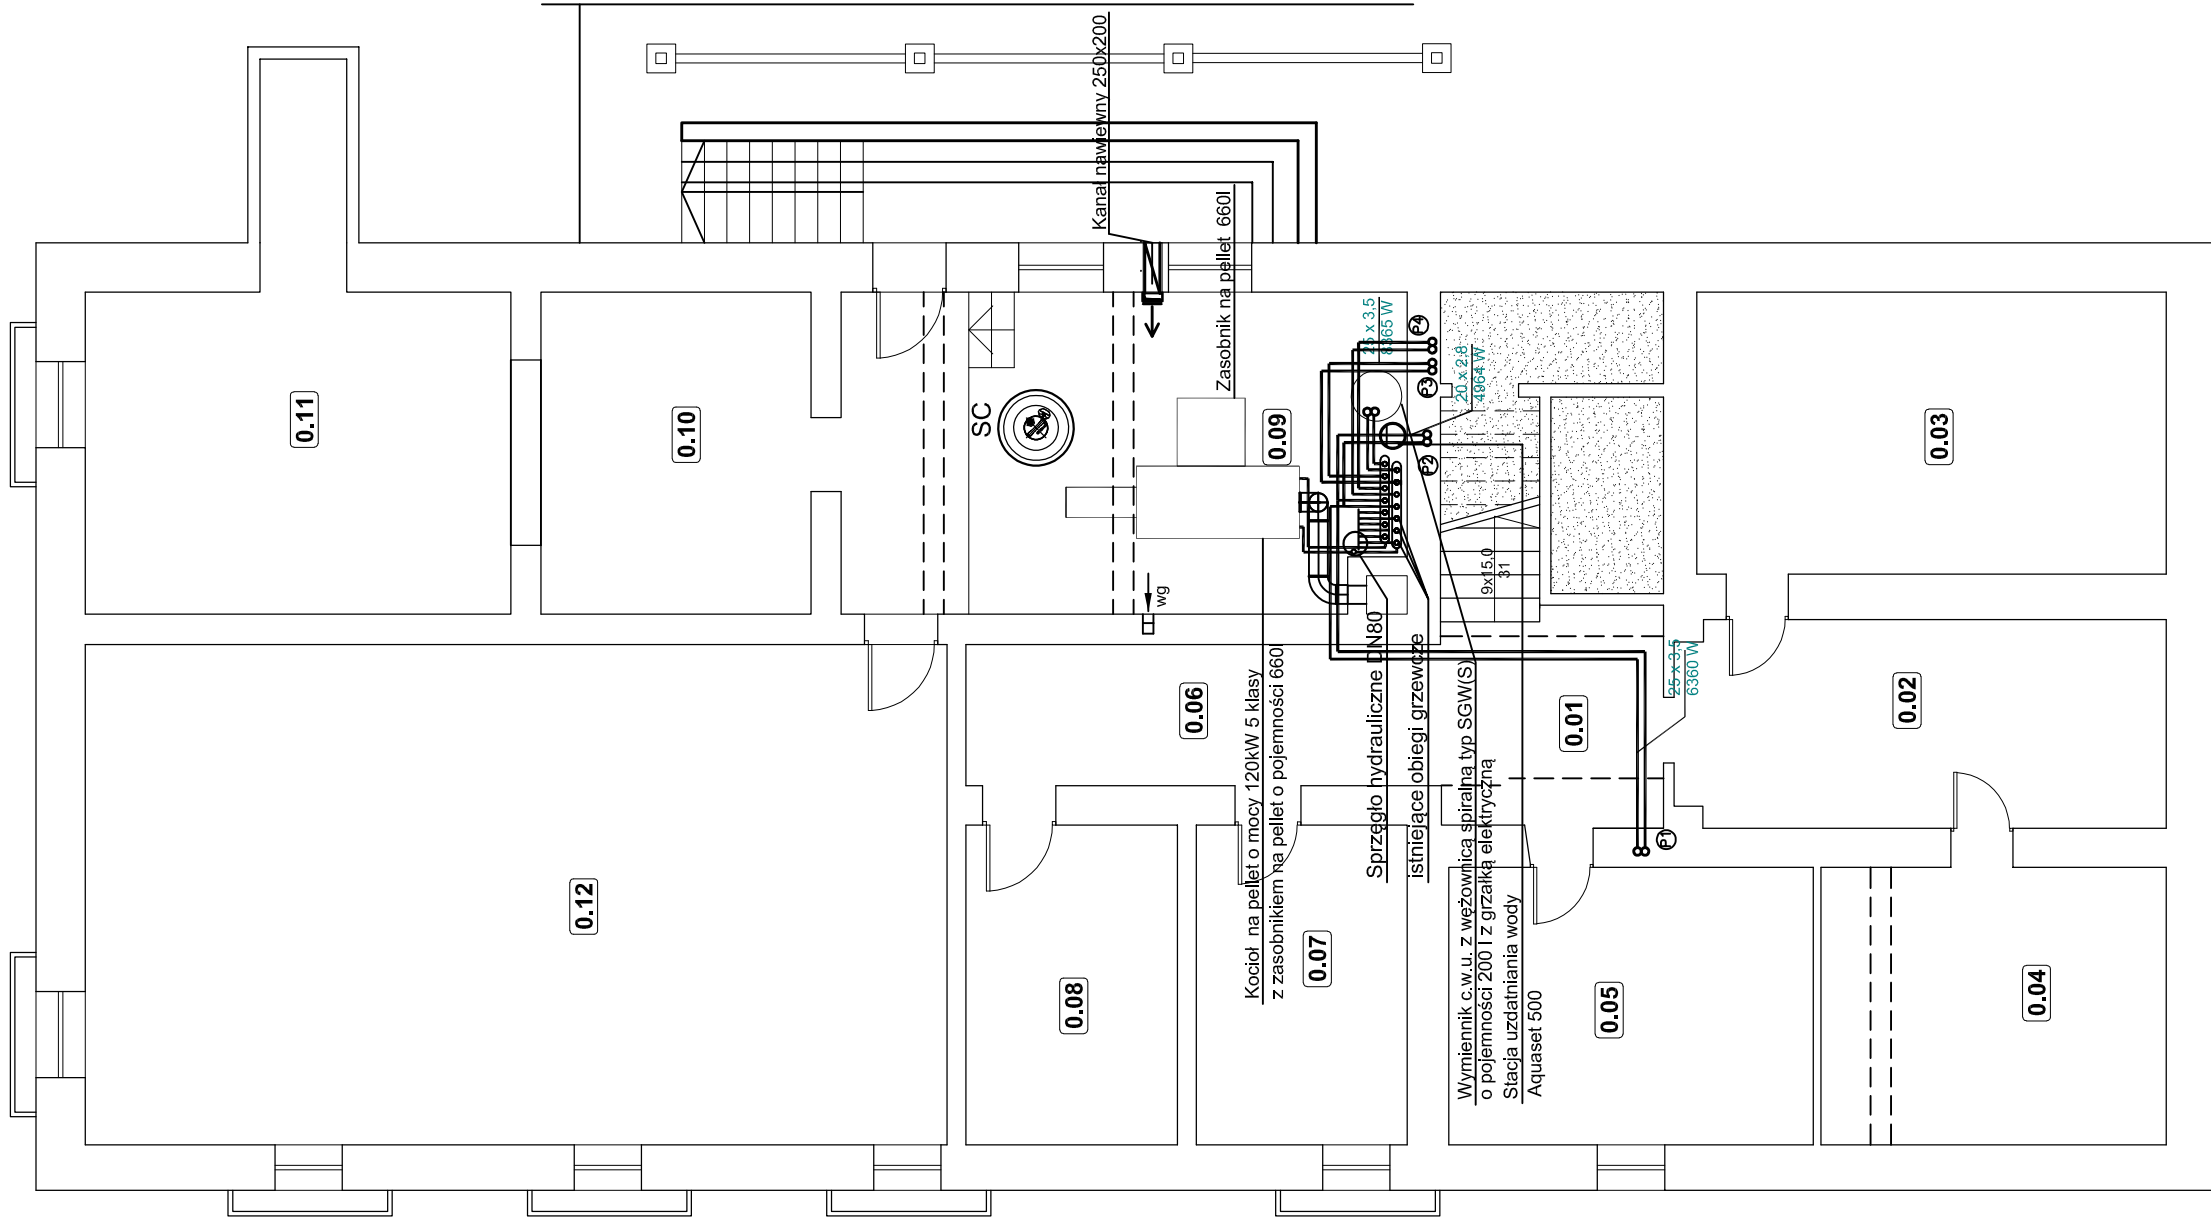 Kanał nawiewny 250x200
Zasobnik na pellet 660l
0.11
0.10
SC
0.09
25 x 3,5
8365 W
P4
P3
20 x 2,8
4964 W
P2
0.03
9x15,0
31
wg
0.12
0.06
Kocioł na pellet o mocy 120kW 5 klasy
z zasobnikiem na pellet o pojemności 660l
Sprzęgło hydrauliczne DN80
istniejące obiegi grzewcze
Wymiennik c.w.u. z wężownicą spiralną typ SGW(S)
o pojemności 200 l z grzałką elektryczną
Stacja uzdatniania wody
Aquaset 500
0.01
25 x 3,5
6360 W
0.02
P1
0.08
0.07
0.05
0.04